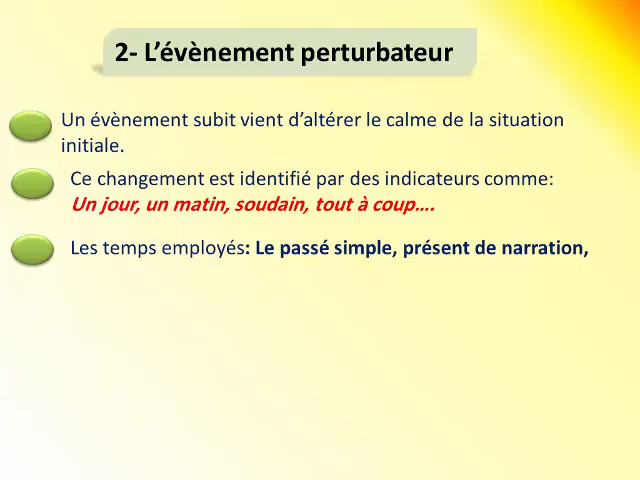 2- L’évènement perturbateur
Un évènement subit vient d’altérer le calme de la situation
initiale.
Ce changement est identifié par des indicateurs comme:
Un jour, un matin, soudain, tout à coup….
Les temps employés: Le passé simple, présent de narration,